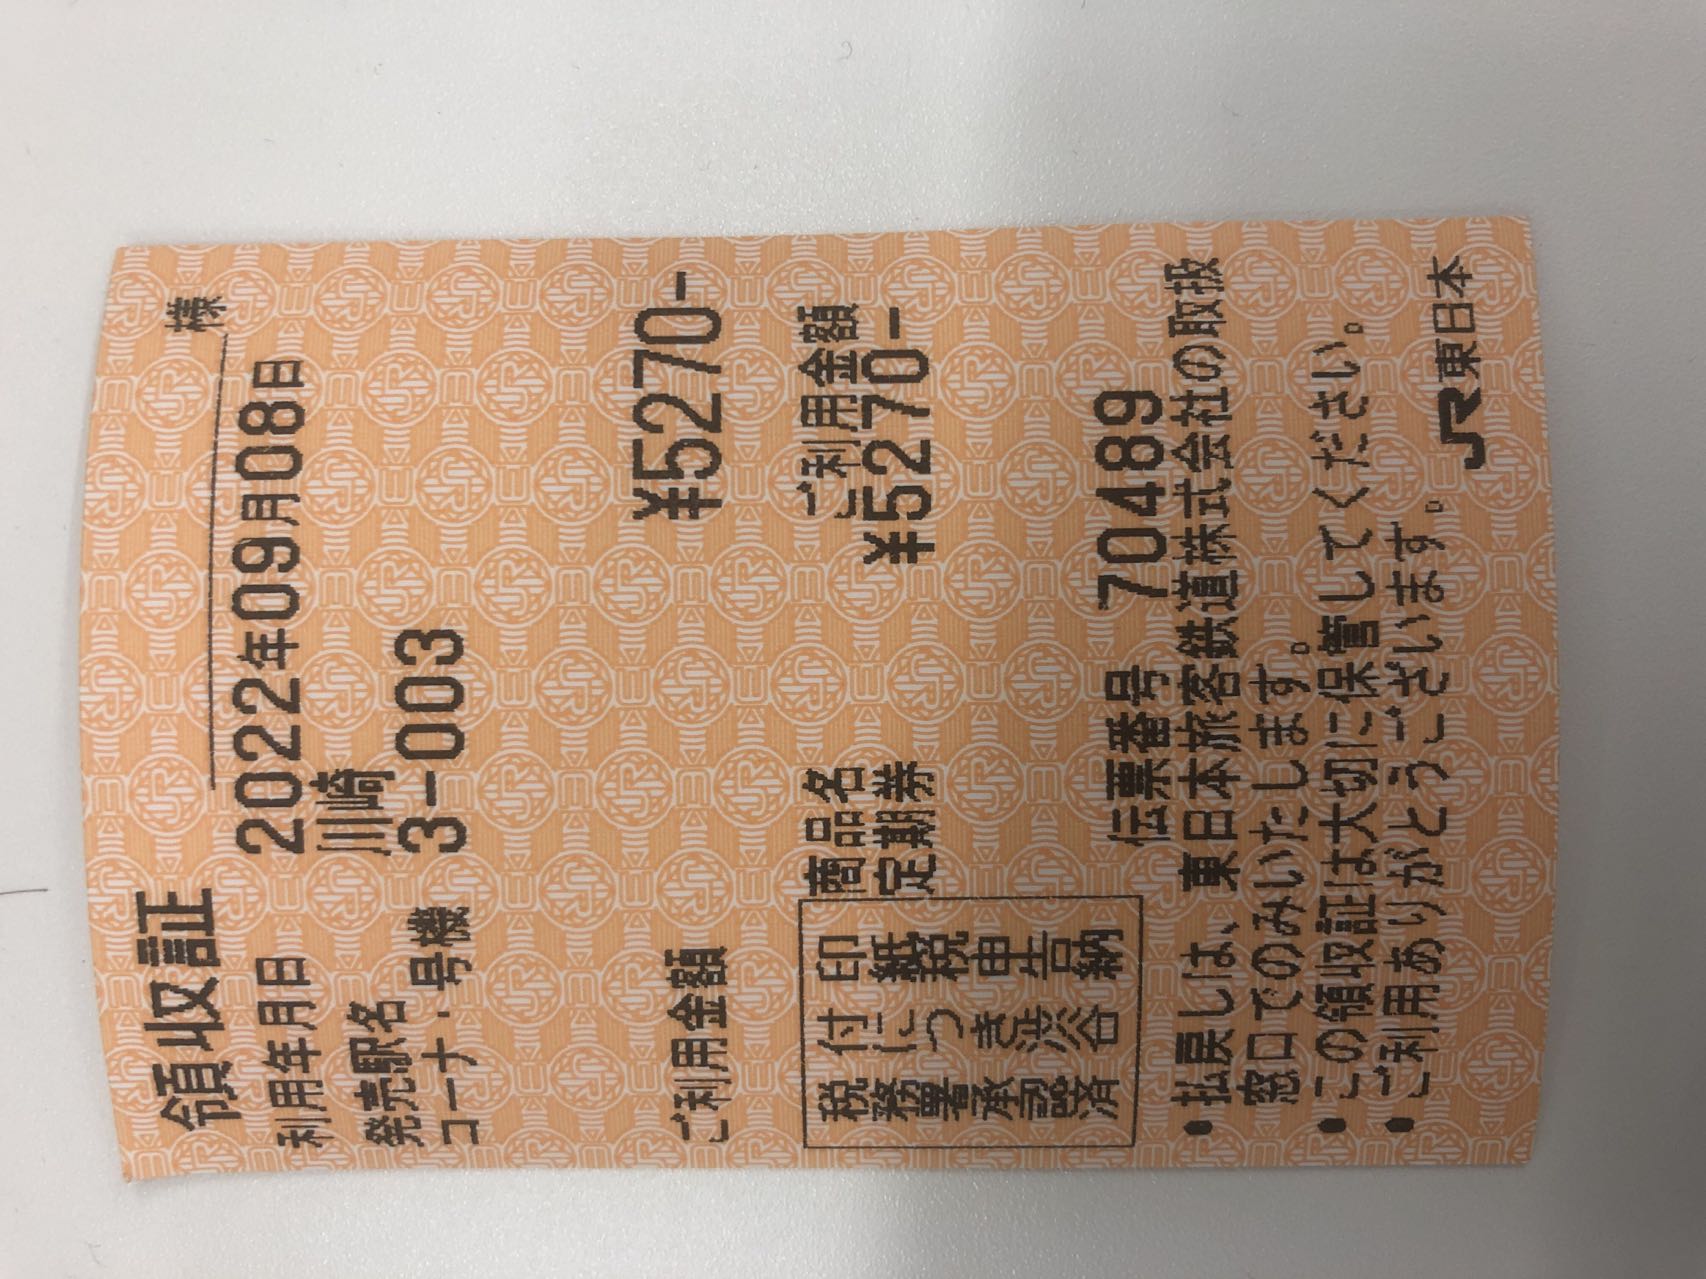 領収証 様
利用年月日 2022年09月08日
発売駅名 川崎
コーナ・号機 3-003
ご利用金額 ¥5270-
印紙税申告納
付につき渋谷
税務署承認済
商品名 ご利用金額
定期券 ¥5270-
伝票番号 70489
・払戻しは、東日本旅客鉄道株式会社の取扱
窓口でのみいたします。
・この領収証は大切に保管してください。
・ご利用ありがとうございます。
JR東日本